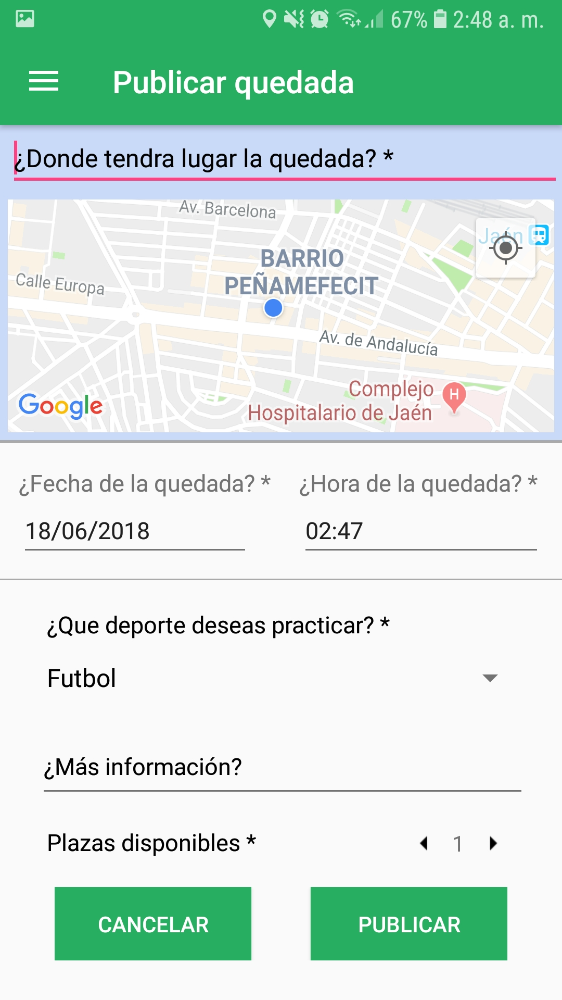 67% 2:48 a. m.
Publicar quedada
¿Donde tendra lugar la quedada? *
Av. Barcelona
Jaén
BARRIO
PEÑAMEFECIT
Calle Europa
Av. de Andalucía
Complejo
Hospitalario de Jaén
H
Google
¿Fecha de la quedada? * ¿Hora de la quedada? *
18/06/2018 02:47
¿Que deporte deseas practicar? *
Futbol
¿Más información?
Plazas disponibles * 1
CANCELAR PUBLICAR